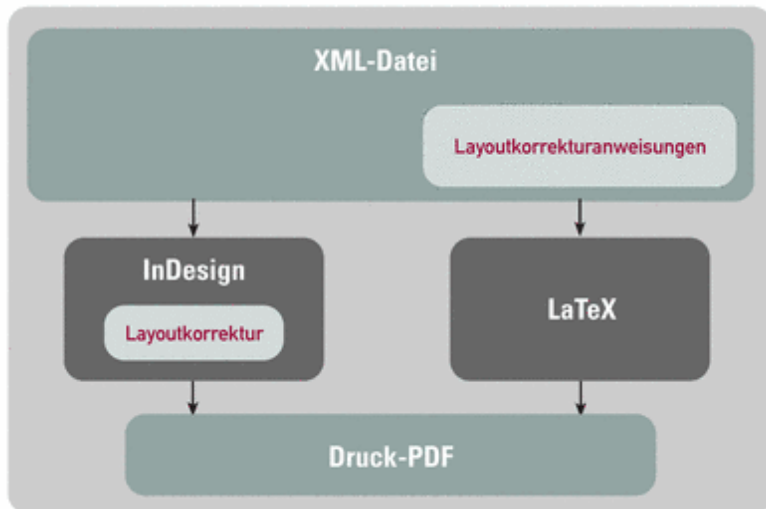 XML-Datei
Layoutkorrekturanweisungen
InDesign
Layoutkorrektur
LaTeX
Druck-PDF